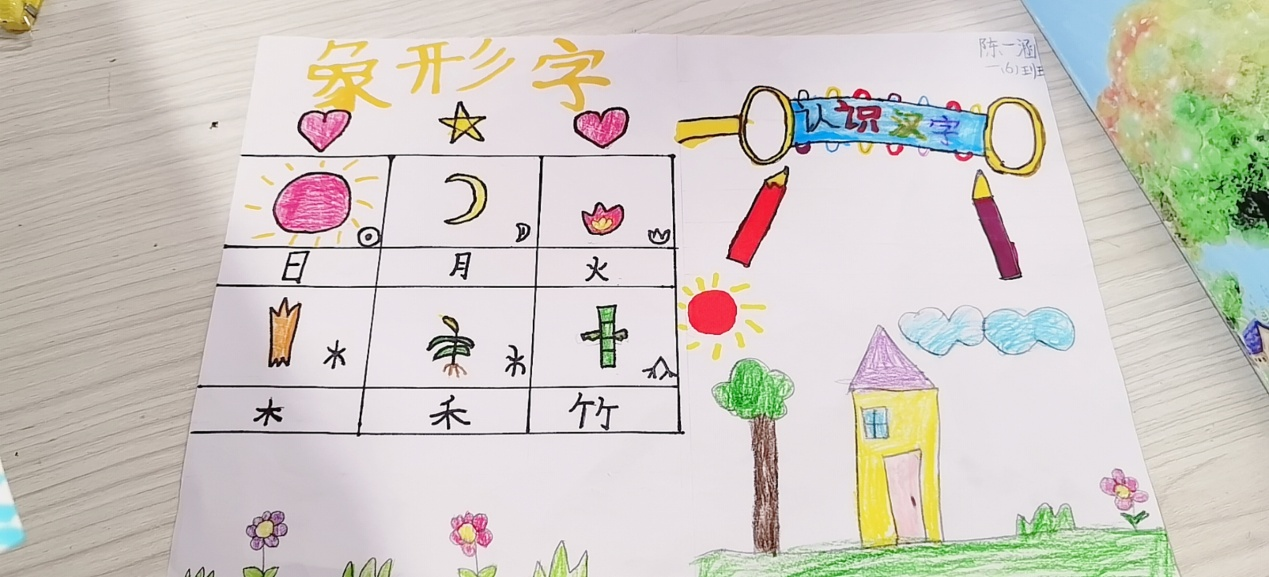 象形字
陈一涵
一(6)班
认识汉字
日 月 火
木 禾 竹